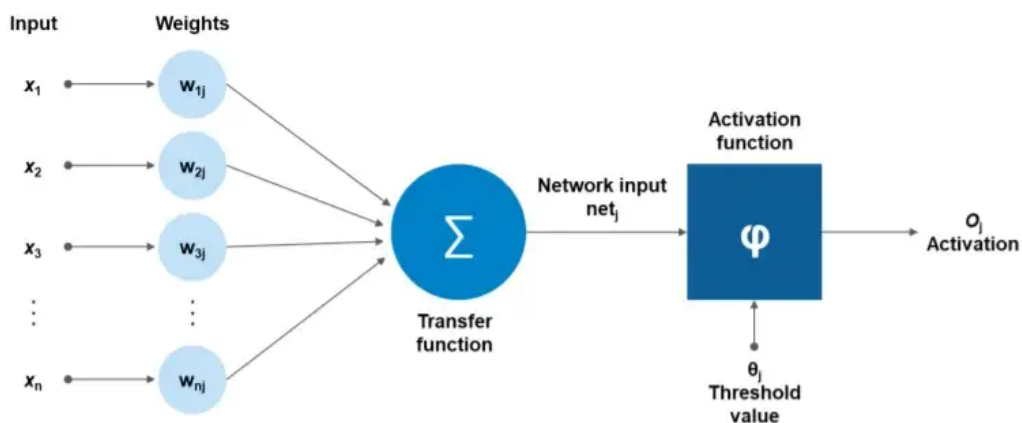 Input
Weights
x₁
w₁ⱼ
x₂
w₂ⱼ
x₃
w₃ⱼ
⋮
⋮
xₙ
wₙⱼ
Σ
Transfer
function
Network input
netⱼ
Activation
function
φ
θⱼ
Threshold
value
Oⱼ
Activation